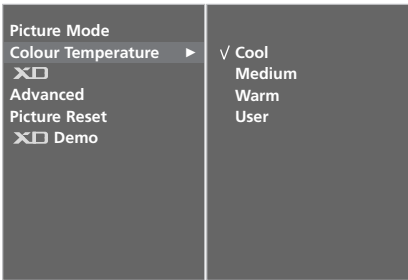 Picture Mode
Colour Temperature ► √ Cool
XD Medium
Advanced Warm
Picture Reset User
XD Demo